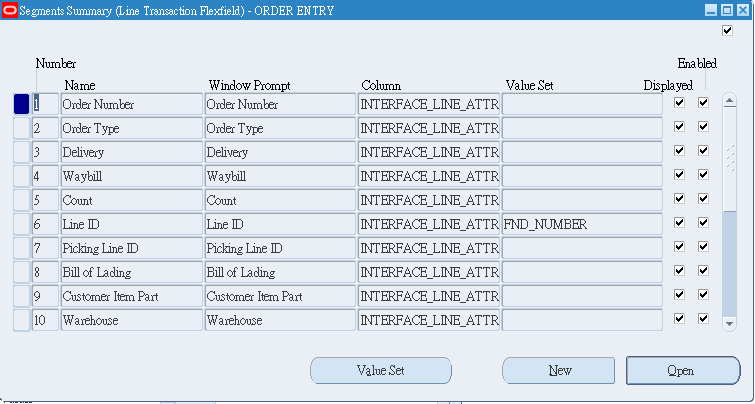 Segments Summary (Line Transaction Flexfield) - ORDER ENTRY
Number Enabled
Name Window Prompt Column Value Set Displayed
1 Order Number Order Number INTERFACE_LINE_ATTR
2 Order Type Order Type INTERFACE_LINE_ATTR
3 Delivery Delivery INTERFACE_LINE_ATTR
4 Waybill Waybill INTERFACE_LINE_ATTR
5 Count Count INTERFACE_LINE_ATTR
6 Line ID Line ID INTERFACE_LINE_ATTR FND_NUMBER
7 Picking Line ID Picking Line ID INTERFACE_LINE_ATTR
8 Bill of Lading Bill of Lading INTERFACE_LINE_ATTR
9 Customer Item Part Customer Item Part INTERFACE_LINE_ATTR
10 Warehouse Warehouse INTERFACE_LINE_ATTR
Value Set New Open